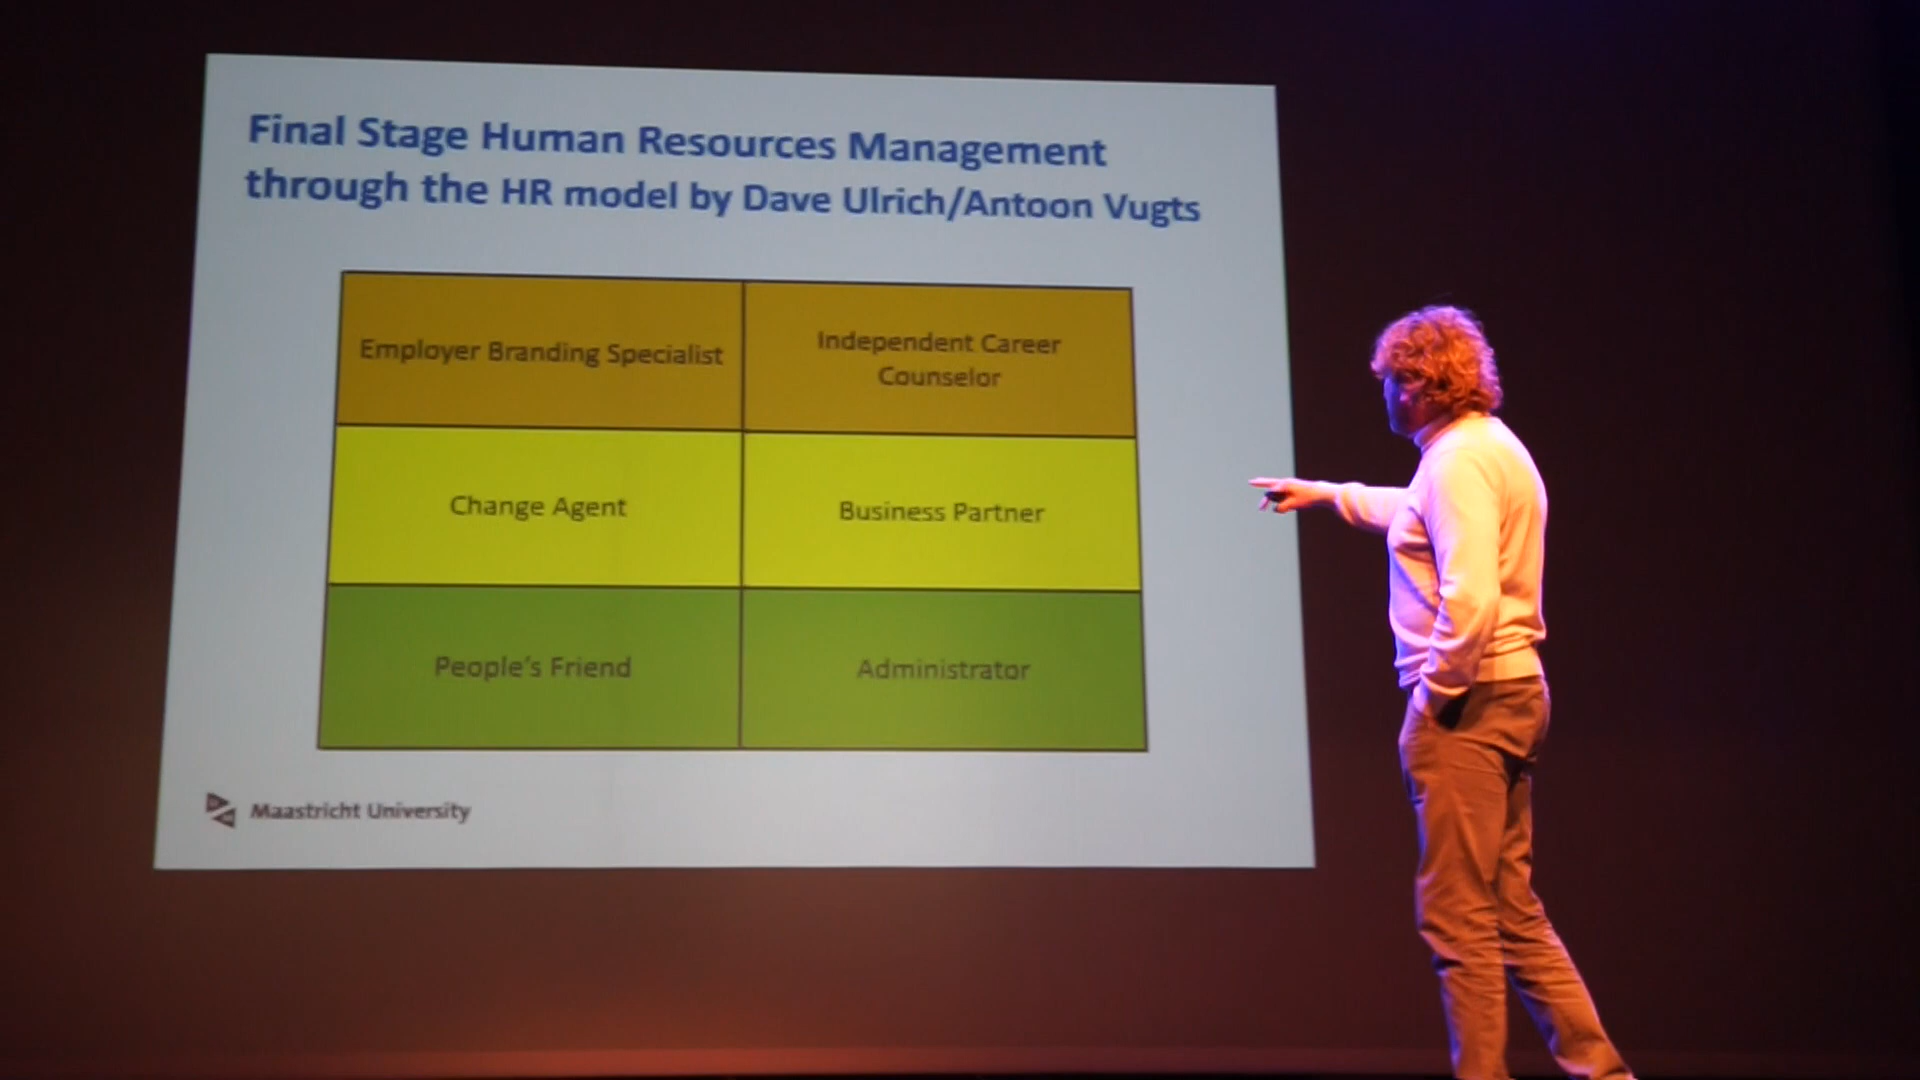 Final Stage Human Resources Management
through the HR model by Dave Ulrich/Antoon Vugts
Employer Branding Specialist
Independent Career
Counselor
Change Agent
Business Partner
People's Friend
Administrator
Maastricht University